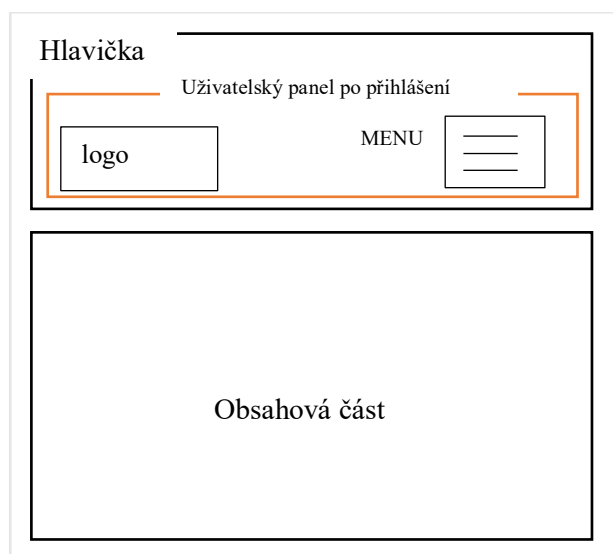 Hlavička
Uživatelský panel po přihlášení
logo
MENU
Obsahová část